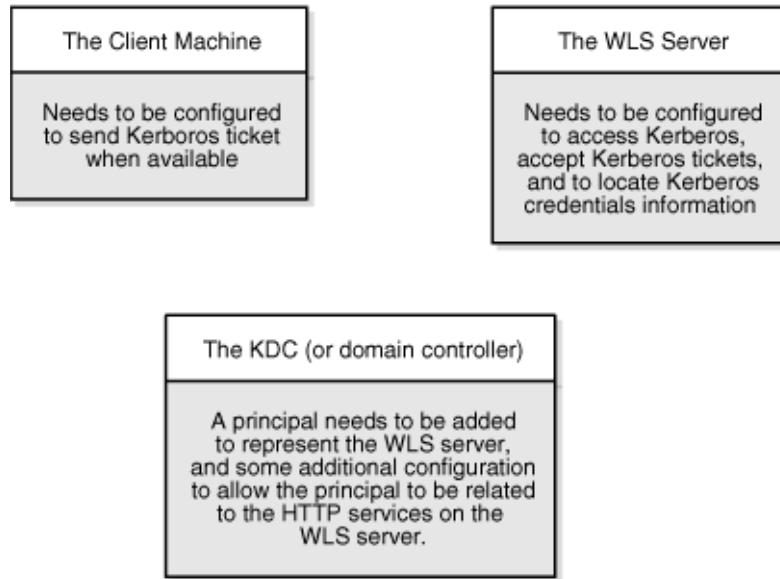 The Client Machine
Needs to be configured
to send Kerboros ticket
when available
The WLS Server
Needs to be configured
to access Kerberos,
accept Kerberos tickets,
and to locate Kerberos
credentials information
The KDC (or domain controller)
A principal needs to be added
to represent the WLS server,
and some additional configuration
to allow the principal to be related
to the HTTP services on the
WLS server.